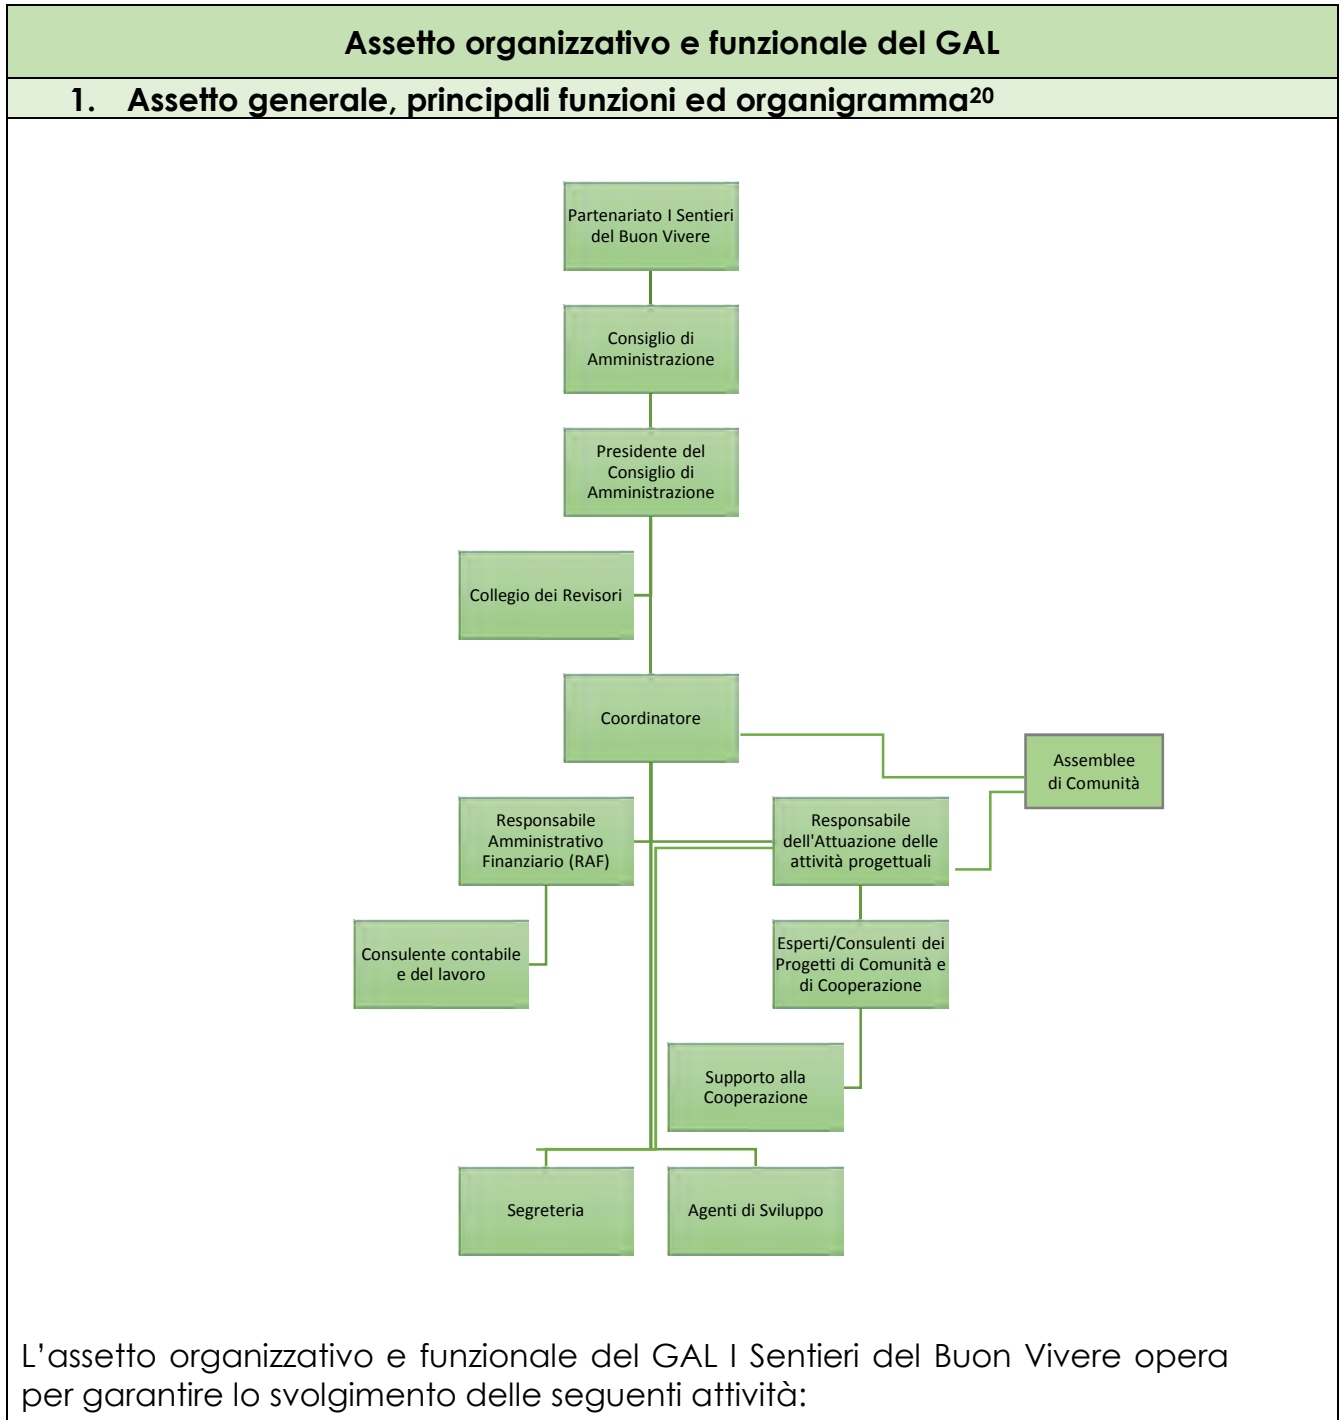 Assetto organizzativo e funzionale del GAL
1. Assetto generale, principali funzioni ed organigramma20
Partenariato I Sentieri
del Buon Vivere
Consiglio di
Amministrazione
Presidente del
Consiglio di
Amministrazione
Collegio dei Revisori
Coordinatore
Assemblee
di Comunità
Responsabile
Amministrativo
Finanziario (RAF)
Responsabile
dell'Attuazione delle
attività progettuali
Consulente contabile
e del lavoro
Esperti/Consulenti dei
Progetti di Comunità e
di Cooperazione
Supporto alla
Cooperazione
Segreteria
Agenti di Sviluppo
L’assetto organizzativo e funzionale del GAL I Sentieri del Buon Vivere opera
per garantire lo svolgimento delle seguenti attività: